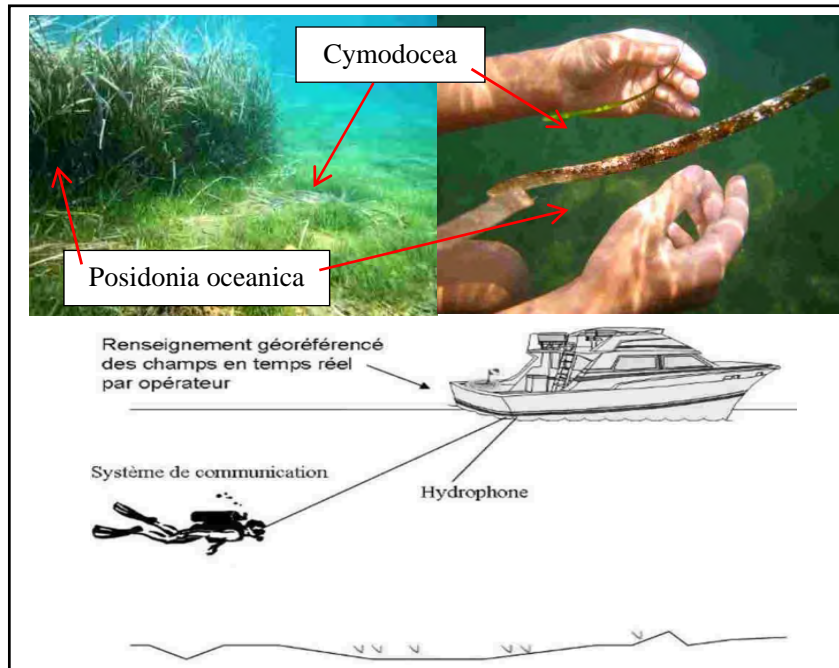 Cymodocea
Posidonia oceanica
Renseignement géoréférencé
des champs en temps réel
par opérateur
Système de communication
Hydrophone